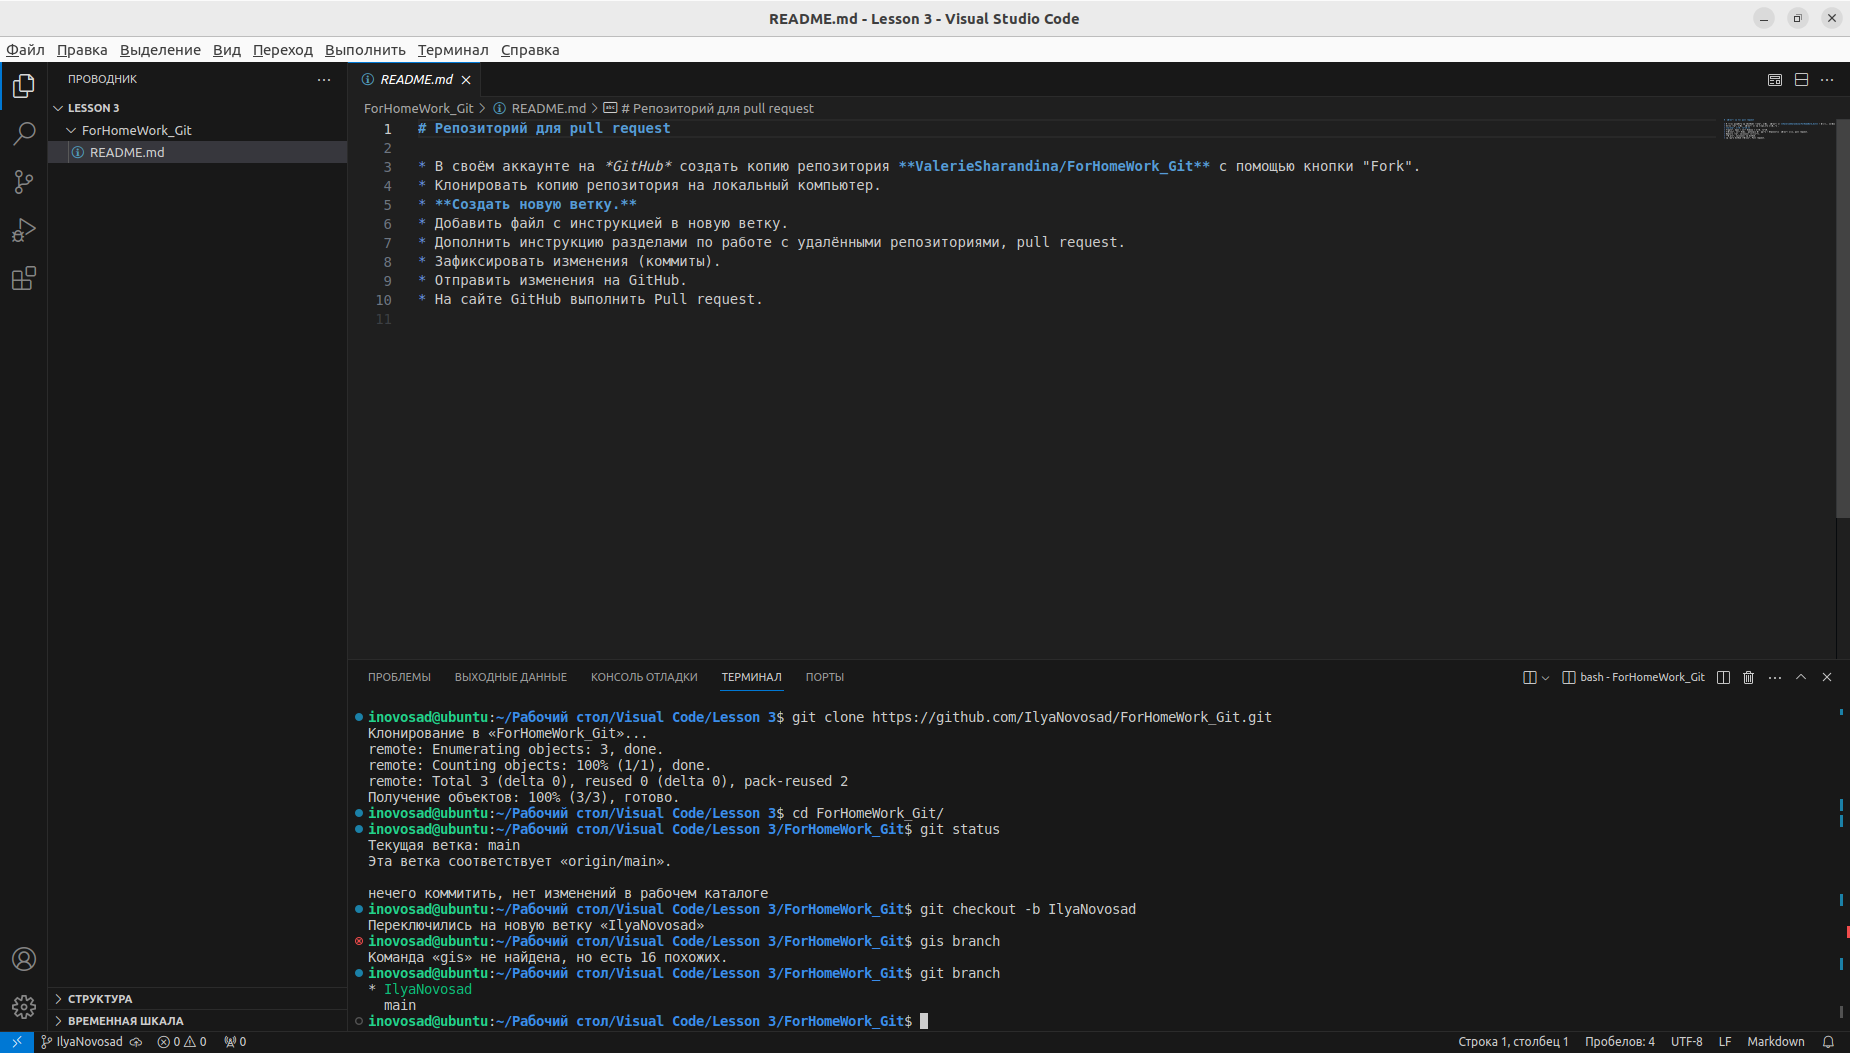 README.md - Lesson 3 - Visual Studio Code
Файл Правка Выделение Вид Переход Выполнить Терминал Справка
ПРОВОДНИК
LESSON 3
ForHomeWork_Git
README.md
README.md
ForHomeWork_Git > README.md > # Репозиторий для pull request
1 # Репозиторий для pull request
2
3 * В своём аккаунте на *GitHub* создать копию репозитория **ValerieSharandina/ForHomeWork_Git** с помощью кнопки "Fork".
4 * Клонировать копию репозитория на локальный компьютер.
5 * **Создать новую ветку.**
6 * Добавить файл с инструкцией в новую ветку.
7 * Дополнить инструкцию разделами по работе с удалёнными репозиториями, pull request.
8 * Зафиксировать изменения (коммиты).
9 * Отправить изменения на GitHub.
10 * На сайте GitHub выполнить Pull request.
11
ПРОБЛЕМЫ ВЫХОДНЫЕ ДАННЫЕ КОНСОЛЬ ОТЛАДКИ ТЕРМИНАЛ ПОРТЫ
bash - ForHomeWork_Git
inovosad@ubuntu:~/Рабочий стол/Visual Code/Lesson 3$ git clone https://github.com/IlyaNovosad/ForHomeWork_Git.git
Клонирование в «ForHomeWork_Git»...
remote: Enumerating objects: 3, done.
remote: Counting objects: 100% (1/1), done.
remote: Total 3 (delta 0), reused 0 (delta 0), pack-reused 2
Получение объектов: 100% (3/3), готово.
inovosad@ubuntu:~/Рабочий стол/Visual Code/Lesson 3$ cd ForHomeWork_Git/
inovosad@ubuntu:~/Рабочий стол/Visual Code/Lesson 3/ForHomeWork_Git$ git status
Текущая ветка: main
Эта ветка соответствует «origin/main».
нечего коммитить, нет изменений в рабочем каталоге
inovosad@ubuntu:~/Рабочий стол/Visual Code/Lesson 3/ForHomeWork_Git$ git checkout -b IlyaNovosad
Переключились на новую ветку «IlyaNovosad»
inovosad@ubuntu:~/Рабочий стол/Visual Code/Lesson 3/ForHomeWork_Git$ gis branch
Команда «gis» не найдена, но есть 16 похожих.
inovosad@ubuntu:~/Рабочий стол/Visual Code/Lesson 3/ForHomeWork_Git$ git branch
* IlyaNovosad
main
inovosad@ubuntu:~/Рабочий стол/Visual Code/Lesson 3/ForHomeWork_Git$
СТРУКТУРА
ВРЕМЕННАЯ ШКАЛА
IlyaNovosad 0 0 0 Строка 1, столбец 1 Пробелов: 4 UTF-8 LF Markdown